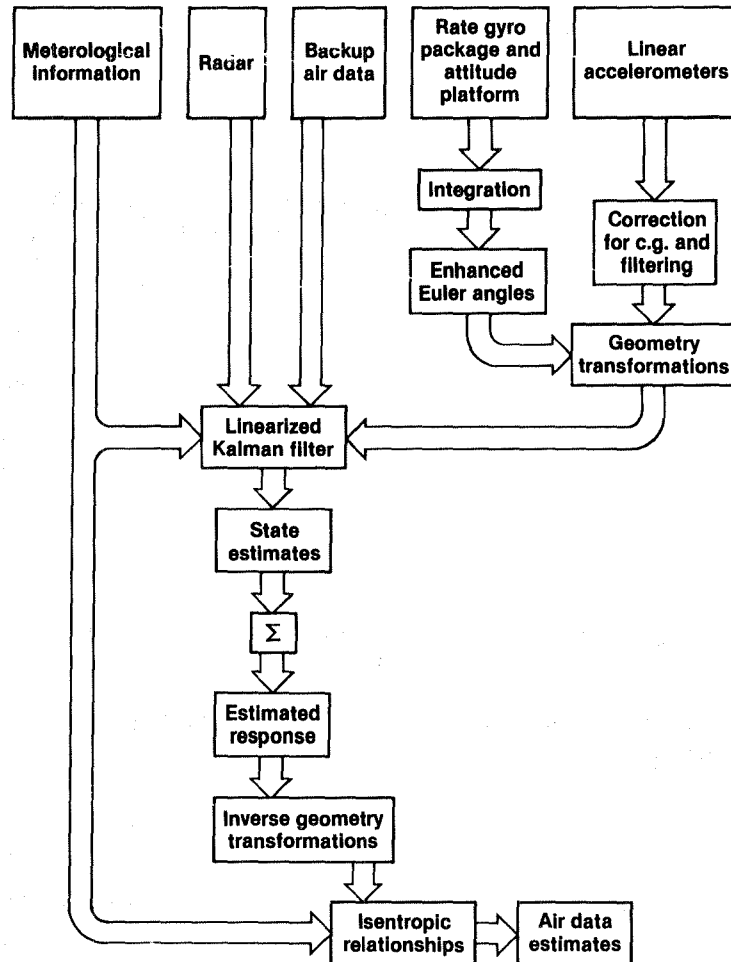 Meterological
information
Radar
Backup
air data
Rate gyro
package and
attitude
platform
Linear
accelerometers
Integration
Correction
for c.g. and
filtering
Enhanced
Euler angles
Geometry
transformations
Linearized
Kalman filter
State
estimates
Σ
Estimated
response
Inverse geometry
transformations
Isentropic
relationships
Air data
estimates